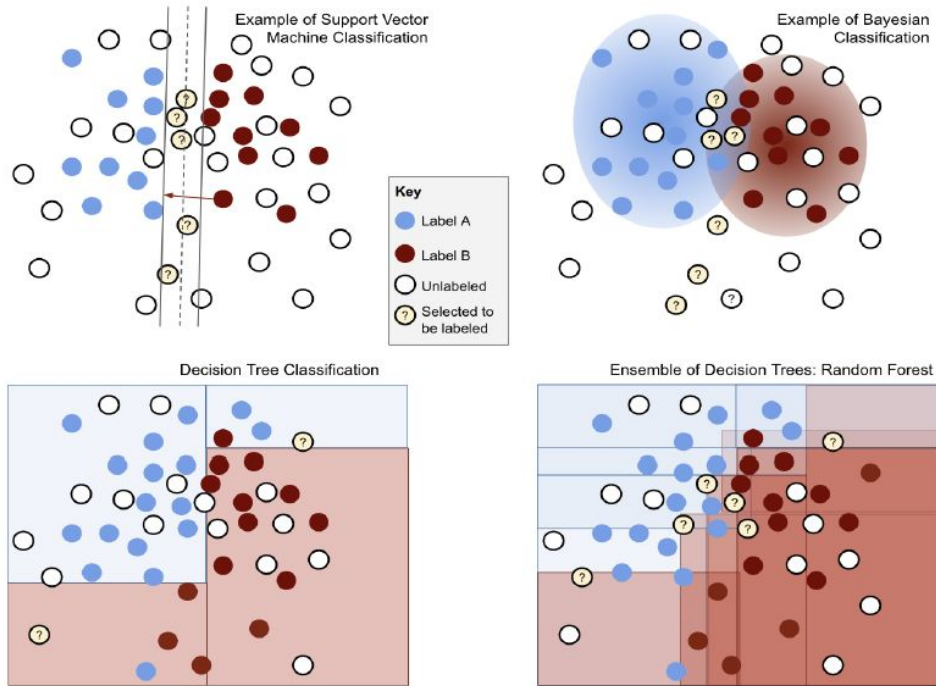 Example of Support Vector
Machine Classification
Example of Bayesian
Classification
?
?
?
?
?
?
?
?
?
?
?
?
Key
Label A
Label B
Unlabeled
? Selected to
be labeled
Decision Tree Classification
Ensemble of Decision Trees: Random Forest
?
?
?
?
?
?
?
?